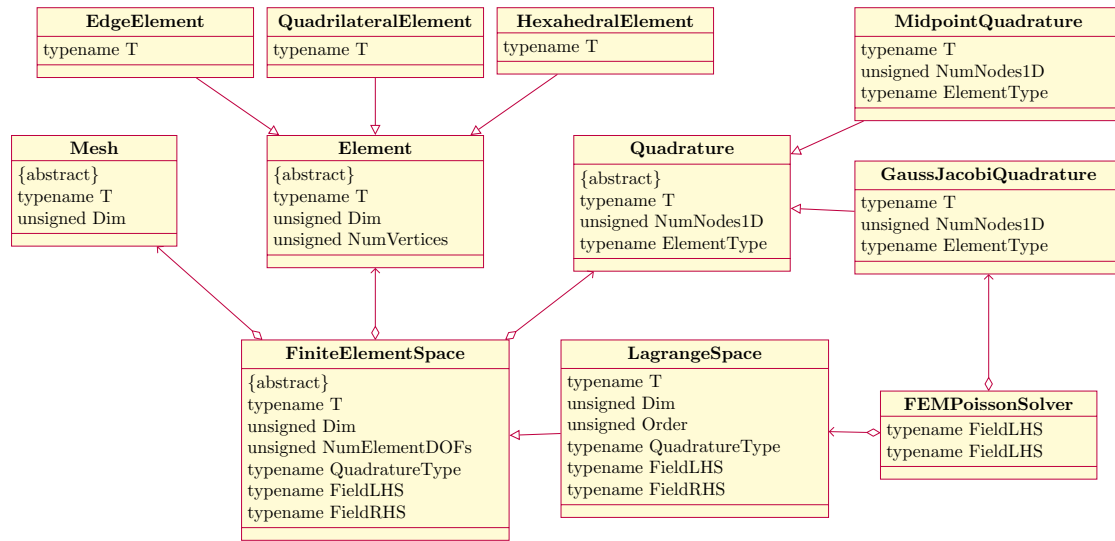 EdgeElement
typename T
QuadrilateralElement
typename T
HexahedralElement
typename T
MidpointQuadrature
typename T
unsigned NumNodes1D
typename ElementType
Mesh
{abstract}
typename T
unsigned Dim
Element
{abstract}
typename T
unsigned Dim
unsigned NumVertices
Quadrature
{abstract}
typename T
unsigned NumNodes1D
typename ElementType
GaussJacobiQuadrature
typename T
unsigned NumNodes1D
typename ElementType
FiniteElementSpace
{abstract}
typename T
unsigned Dim
unsigned NumElementDOFs
typename QuadratureType
typename FieldLHS
typename FieldRHS
LagrangeSpace
typename T
unsigned Dim
unsigned Order
typename QuadratureType
typename FieldLHS
typename FieldRHS
FEMPoissonSolver
typename FieldLHS
typename FieldLHS